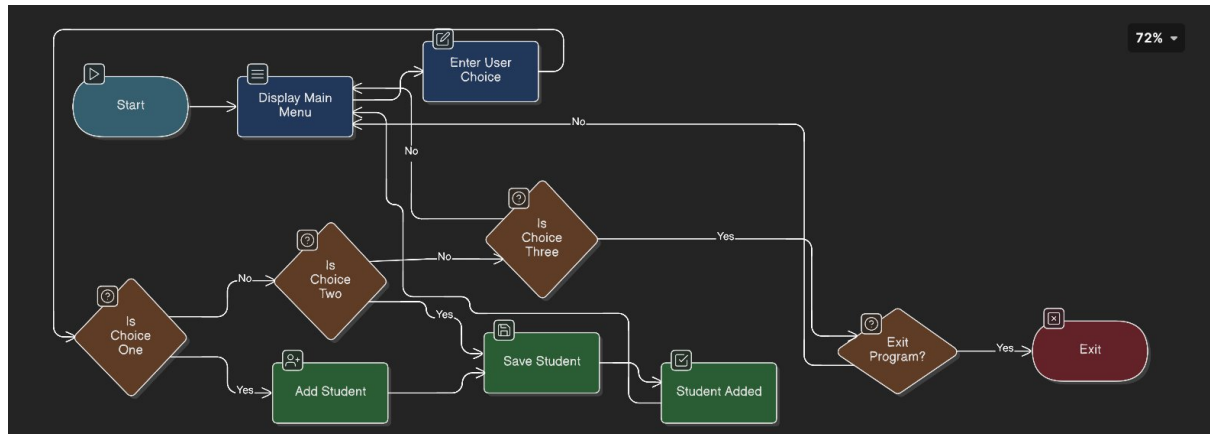 72%
Enter User
Choice
Start
Display Main
Menu
No
No
Is
Choice
Three
Yes
Is
Choice
Two
No
No
Is
Choice
One
Yes
Save Student
Exit
Program?
Yes
Exit
Yes
Add Student
Student Added